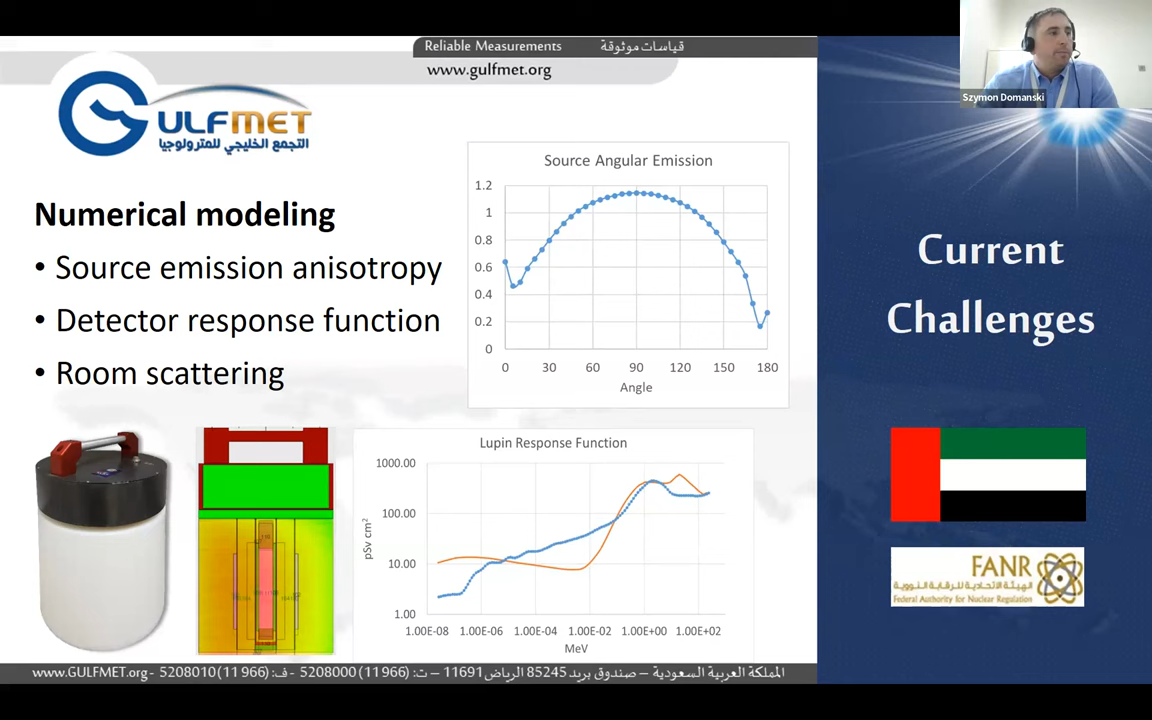 Reliable Measurements قياسات موثوقة
www.gulfmet.org
GULFMET
التجمع الخليجي للمترولوجيا
Szymon Domanski
Numerical modeling
• Source emission anisotropy
• Detector response function
• Room scattering
Source Angular Emission
1.2
1
0.8
0.6
0.4
0.2
0
0 30 60 90 120 150 180
Angle
Lupin Response Function
1000.00
100.00
10.00
1.00
pSv cm²
1.00E-08 1.00E-06 1.00E-04 1.00E-02 1.00E+00 1.00E+02
MeV
Current
Challenges
FANR
الهيئة الاتحادية للرقابة النووية
Federal Authority for Nuclear Regulation
المملكة العربية السعودية – صندوق بريد 85245 الرياض 11691 – ت: (11 966) 5208000 - ف: (11 966) 5208010 - www.GULFMET.org